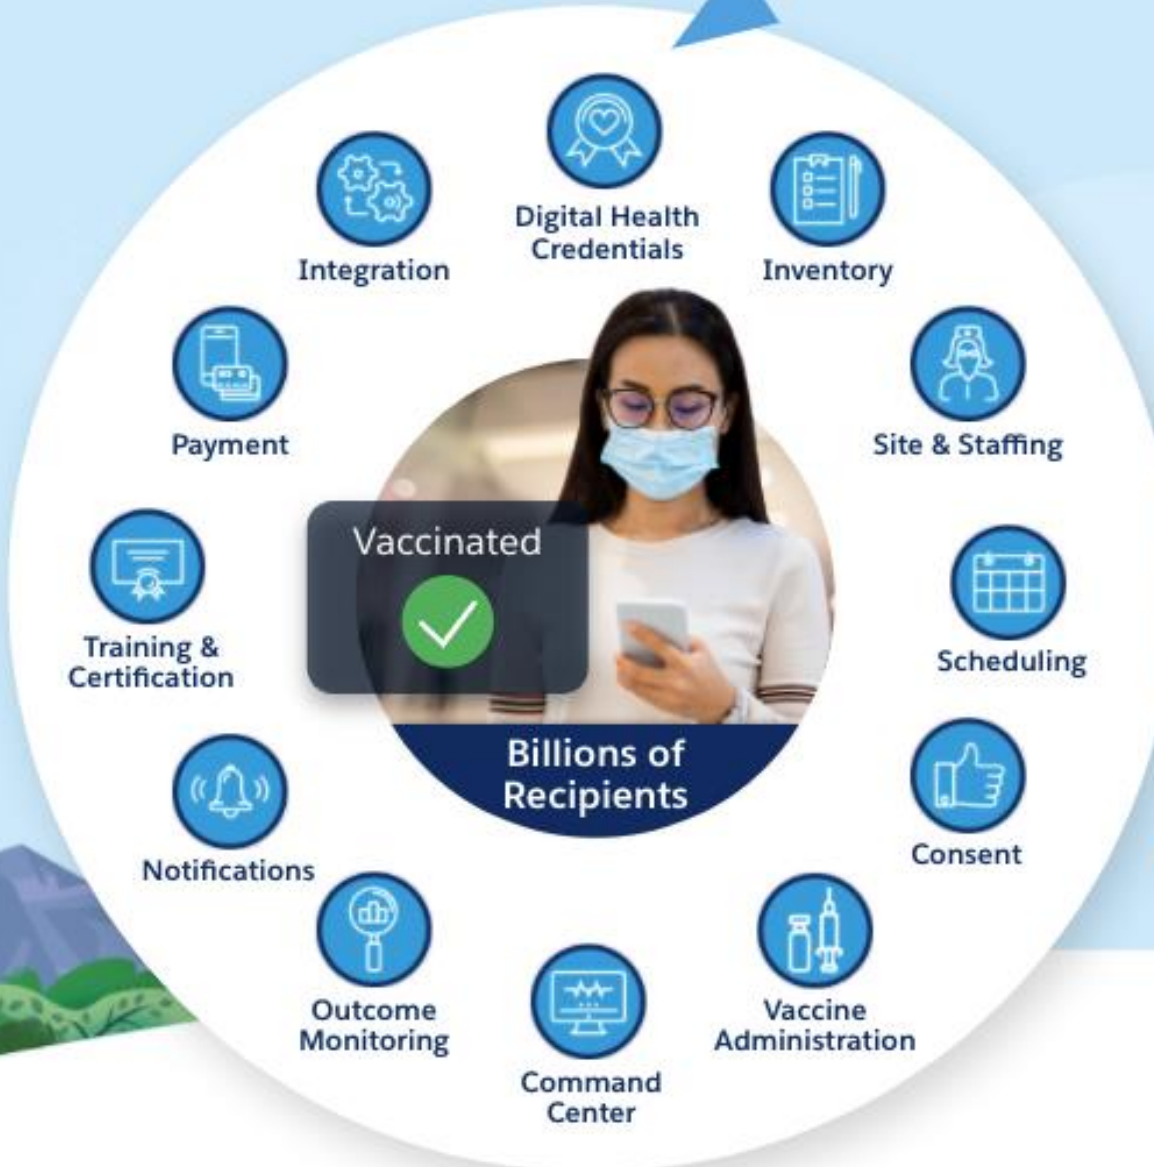 Digital Health
Credentials
Inventory
Site & Staffing
Scheduling
Consent
Vaccine
Administration
Command
Center
Outcome
Monitoring
Notifications
Training &
Certification
Payment
Integration
Vaccinated
Billions of
Recipients